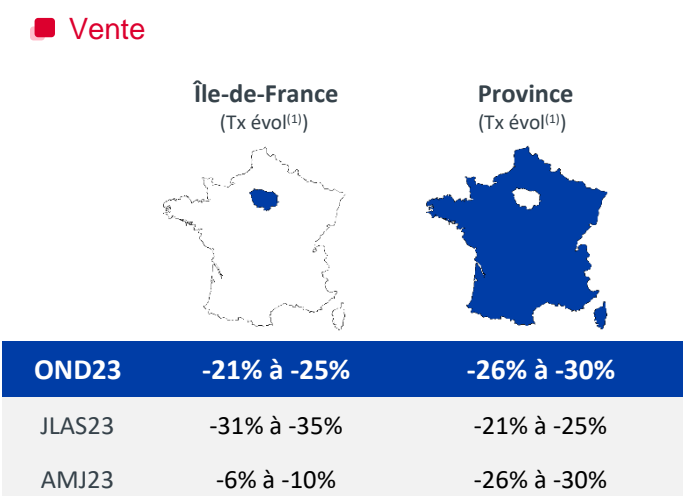 Vente
Île-de-France Province
(Tx évol(1)) (Tx évol(1))
OND23 -21% à -25% -26% à -30%
JLAS23 -31% à -35% -21% à -25%
AMJ23 -6% à -10% -26% à -30%